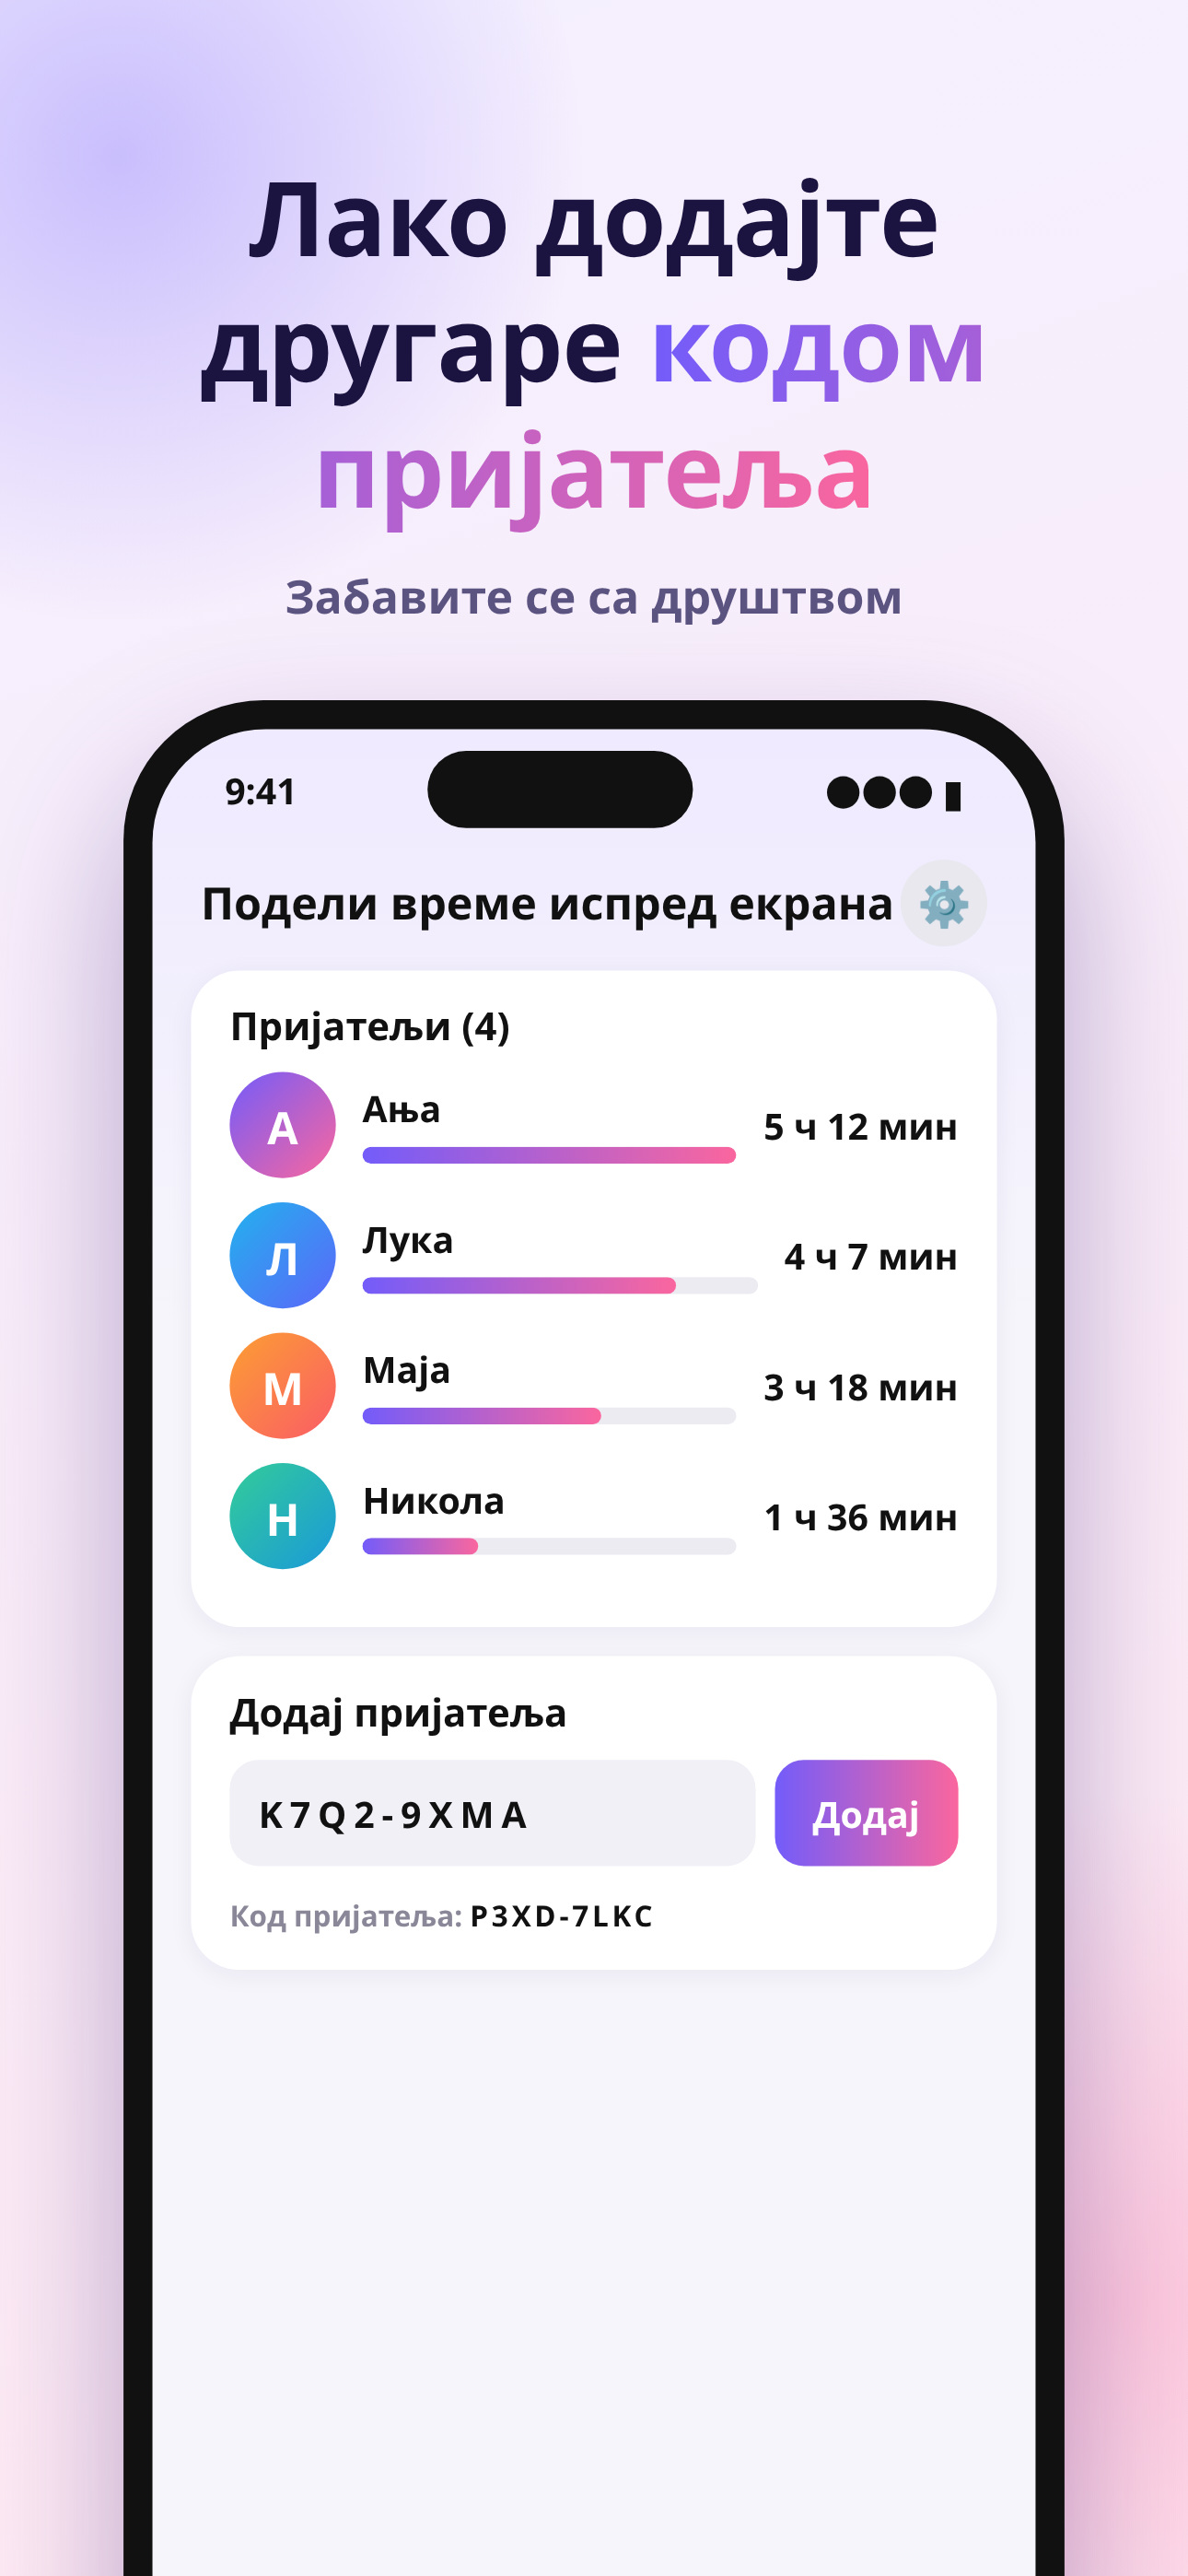 Лако додајте
другаре кодом
пријатеља
Забавите се са друштвом
9:41
Подели време испред екрана
Пријатељи (4)
А
Ања
5 ч 12 мин
Л
Лука
4 ч 7 мин
М
Маја
3 ч 18 мин
Н
Никола
1 ч 36 мин
Додај пријатеља
K7Q2-9XMA
Додај
Код пријатеља: P3XD-7LKC